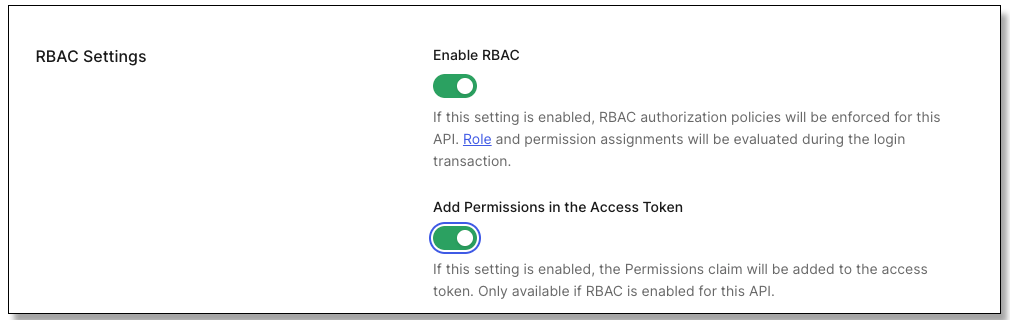 RBAC Settings
Enable RBAC
If this setting is enabled, RBAC authorization policies will be enforced for this
API. Role and permission assignments will be evaluated during the login
transaction.
Add Permissions in the Access Token
If this setting is enabled, the Permissions claim will be added to the access
token. Only available if RBAC is enabled for this API.